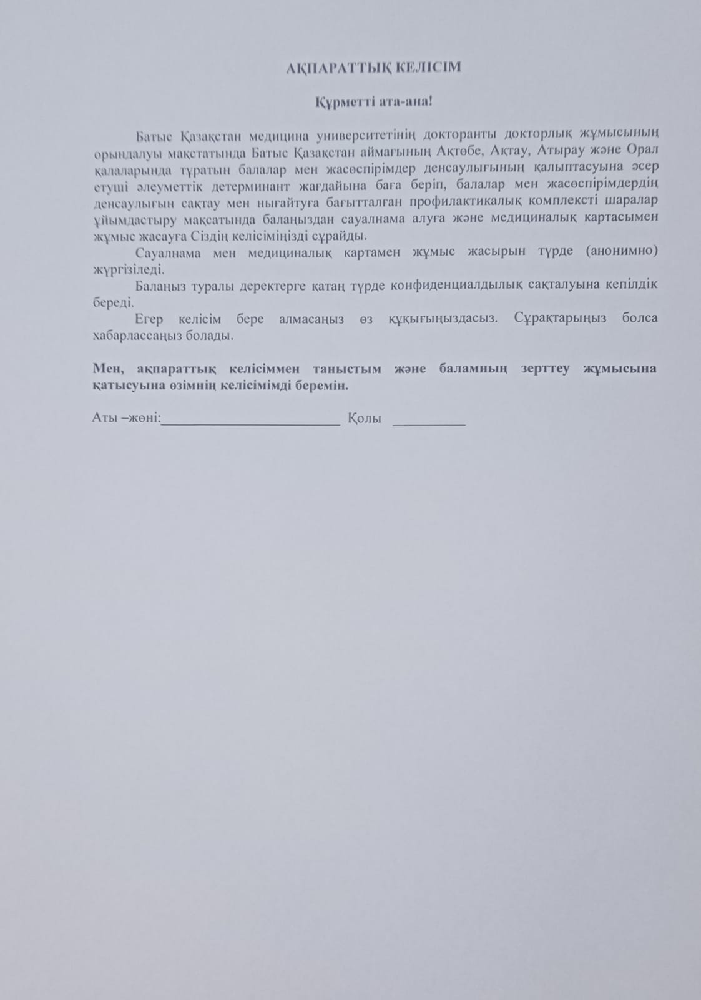 АҚПАРАТТЫҚ КЕЛІСІМ
Құрметті ата-ана!
Батыс Қазақстан медицина университетінің докторанты докторлық жұмысының
орындалуы мақстатында Батыс Қазақстан аймағының Ақтөбе, Ақтау, Атырау және Орал
қалаларында тұратын балалар мен жасөспірімдер денсаулығының қалыптасуына әсер
етуші әлеуметтік детерминант жағдайына баға беріп, балалар мен жасөспірімдердің
денсаулығын сақтау мен нығайтуға бағытталған профилактикалық комплексті шаралар
ұйымдастыру мақсатында балаңыздан сауалнама алуға және медициналық картасымен
жұмыс жасауға Сіздің келісіміңізді сұрайды.
Сауалнама мен медициналық картамен жұмыс жасырын түрде (анонимно)
жүргізіледі.
Балаңыз туралы деректерге қатаң түрде конфиденциалдылық сақталуына кепілдік
береді.
Егер келісім бере алмасаңыз өз құқығыңыздасыз. Сұрақтарыңыз болса
хабарлассаңыз болады.
Мен, ақпараттық келісіммен таныстым және баламның зерттеу жұмысына
қатысуына өзімнің келісімімді беремін.
Аты –жөні:__________________________ Қолы __________